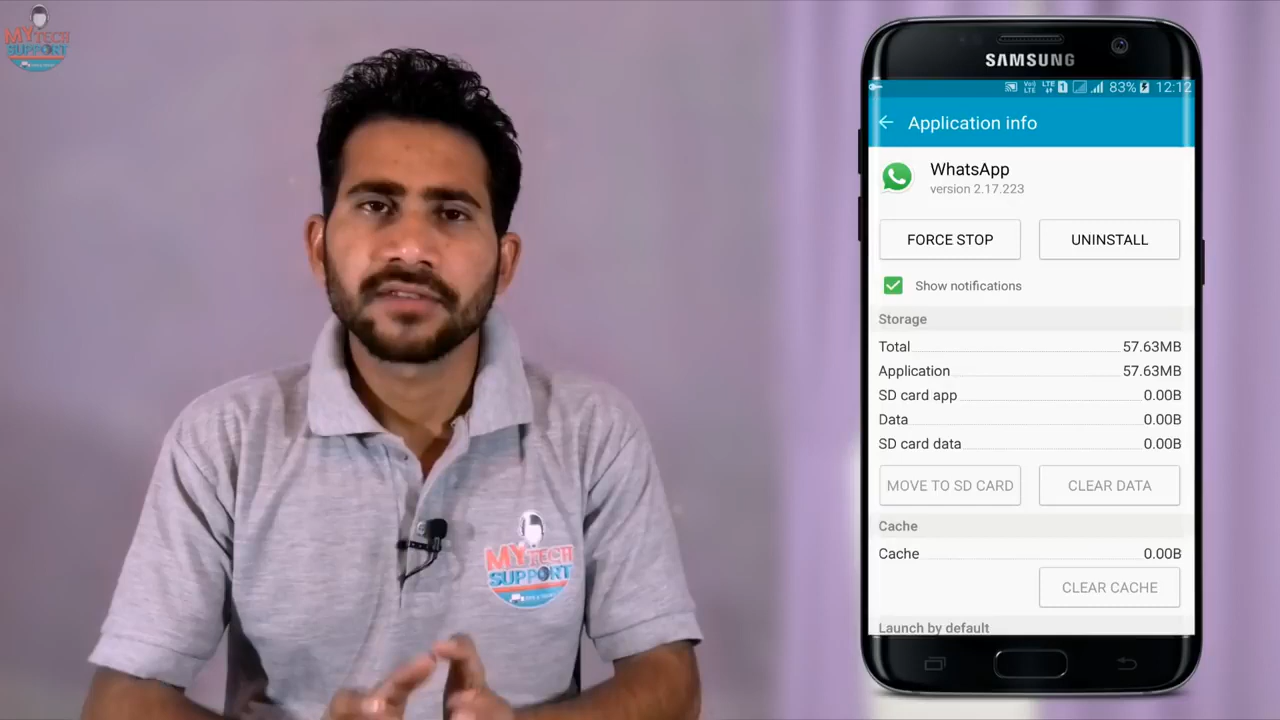 MY TECH
SUPPORT
SAMSUNG
83% 12:12
Application info
WhatsApp
version 2.17.223
FORCE STOP
UNINSTALL
Show notifications
Storage
Total 57.63MB
Application 57.63MB
SD card app 0.00B
Data 0.00B
SD card data 0.00B
MOVE TO SD CARD
CLEAR DATA
Cache
Cache 0.00B
CLEAR CACHE
Launch by default
MY TECH
SUPPORT